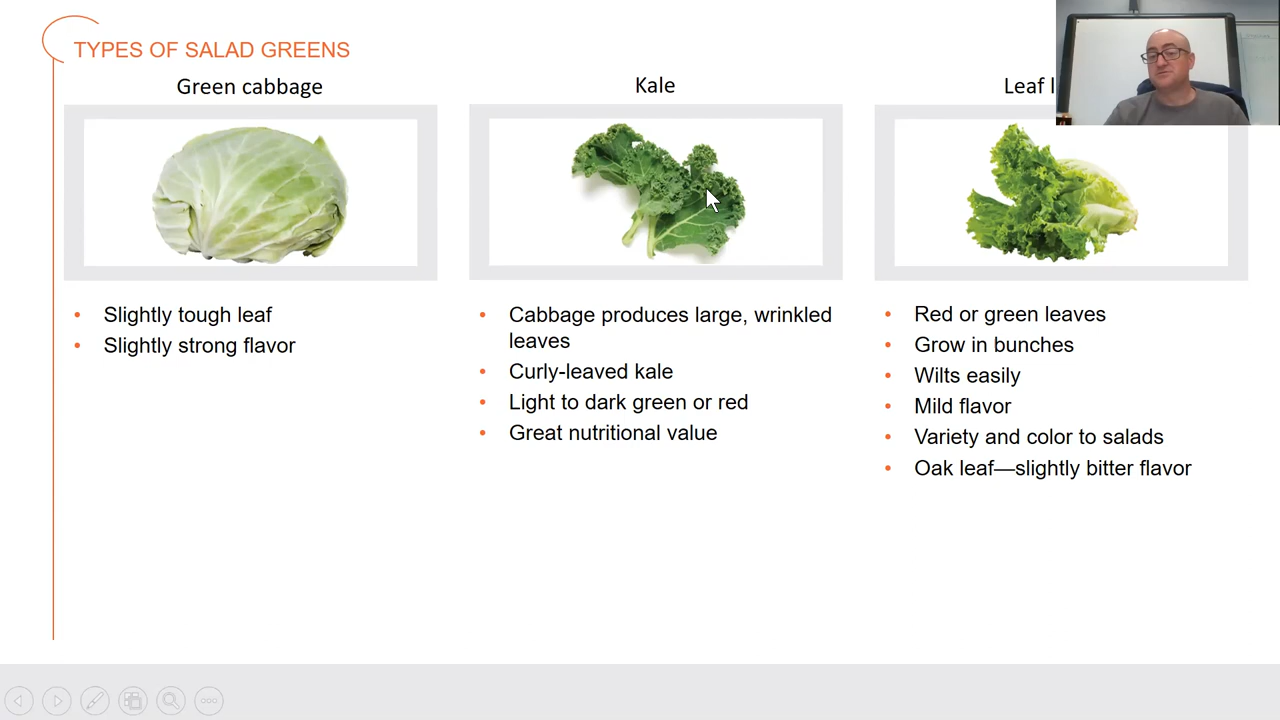 TYPES OF SALAD GREENS
Green cabbage
Slightly tough leaf
Slightly strong flavor
Kale
Cabbage produces large, wrinkled
leaves
Curly-leaved kale
Light to dark green or red
Great nutritional value
Leaf
Red or green leaves
Grow in bunches
Wilts easily
Mild flavor
Variety and color to salads
Oak leaf—slightly bitter flavor